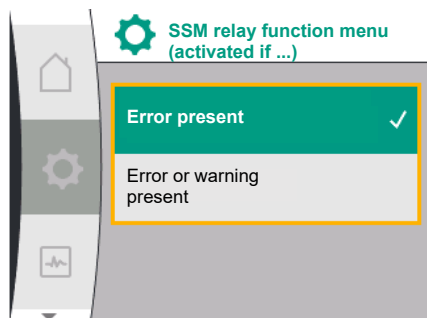 SSM relay function menu
(activated if ...)
Error present
Error or warning
present